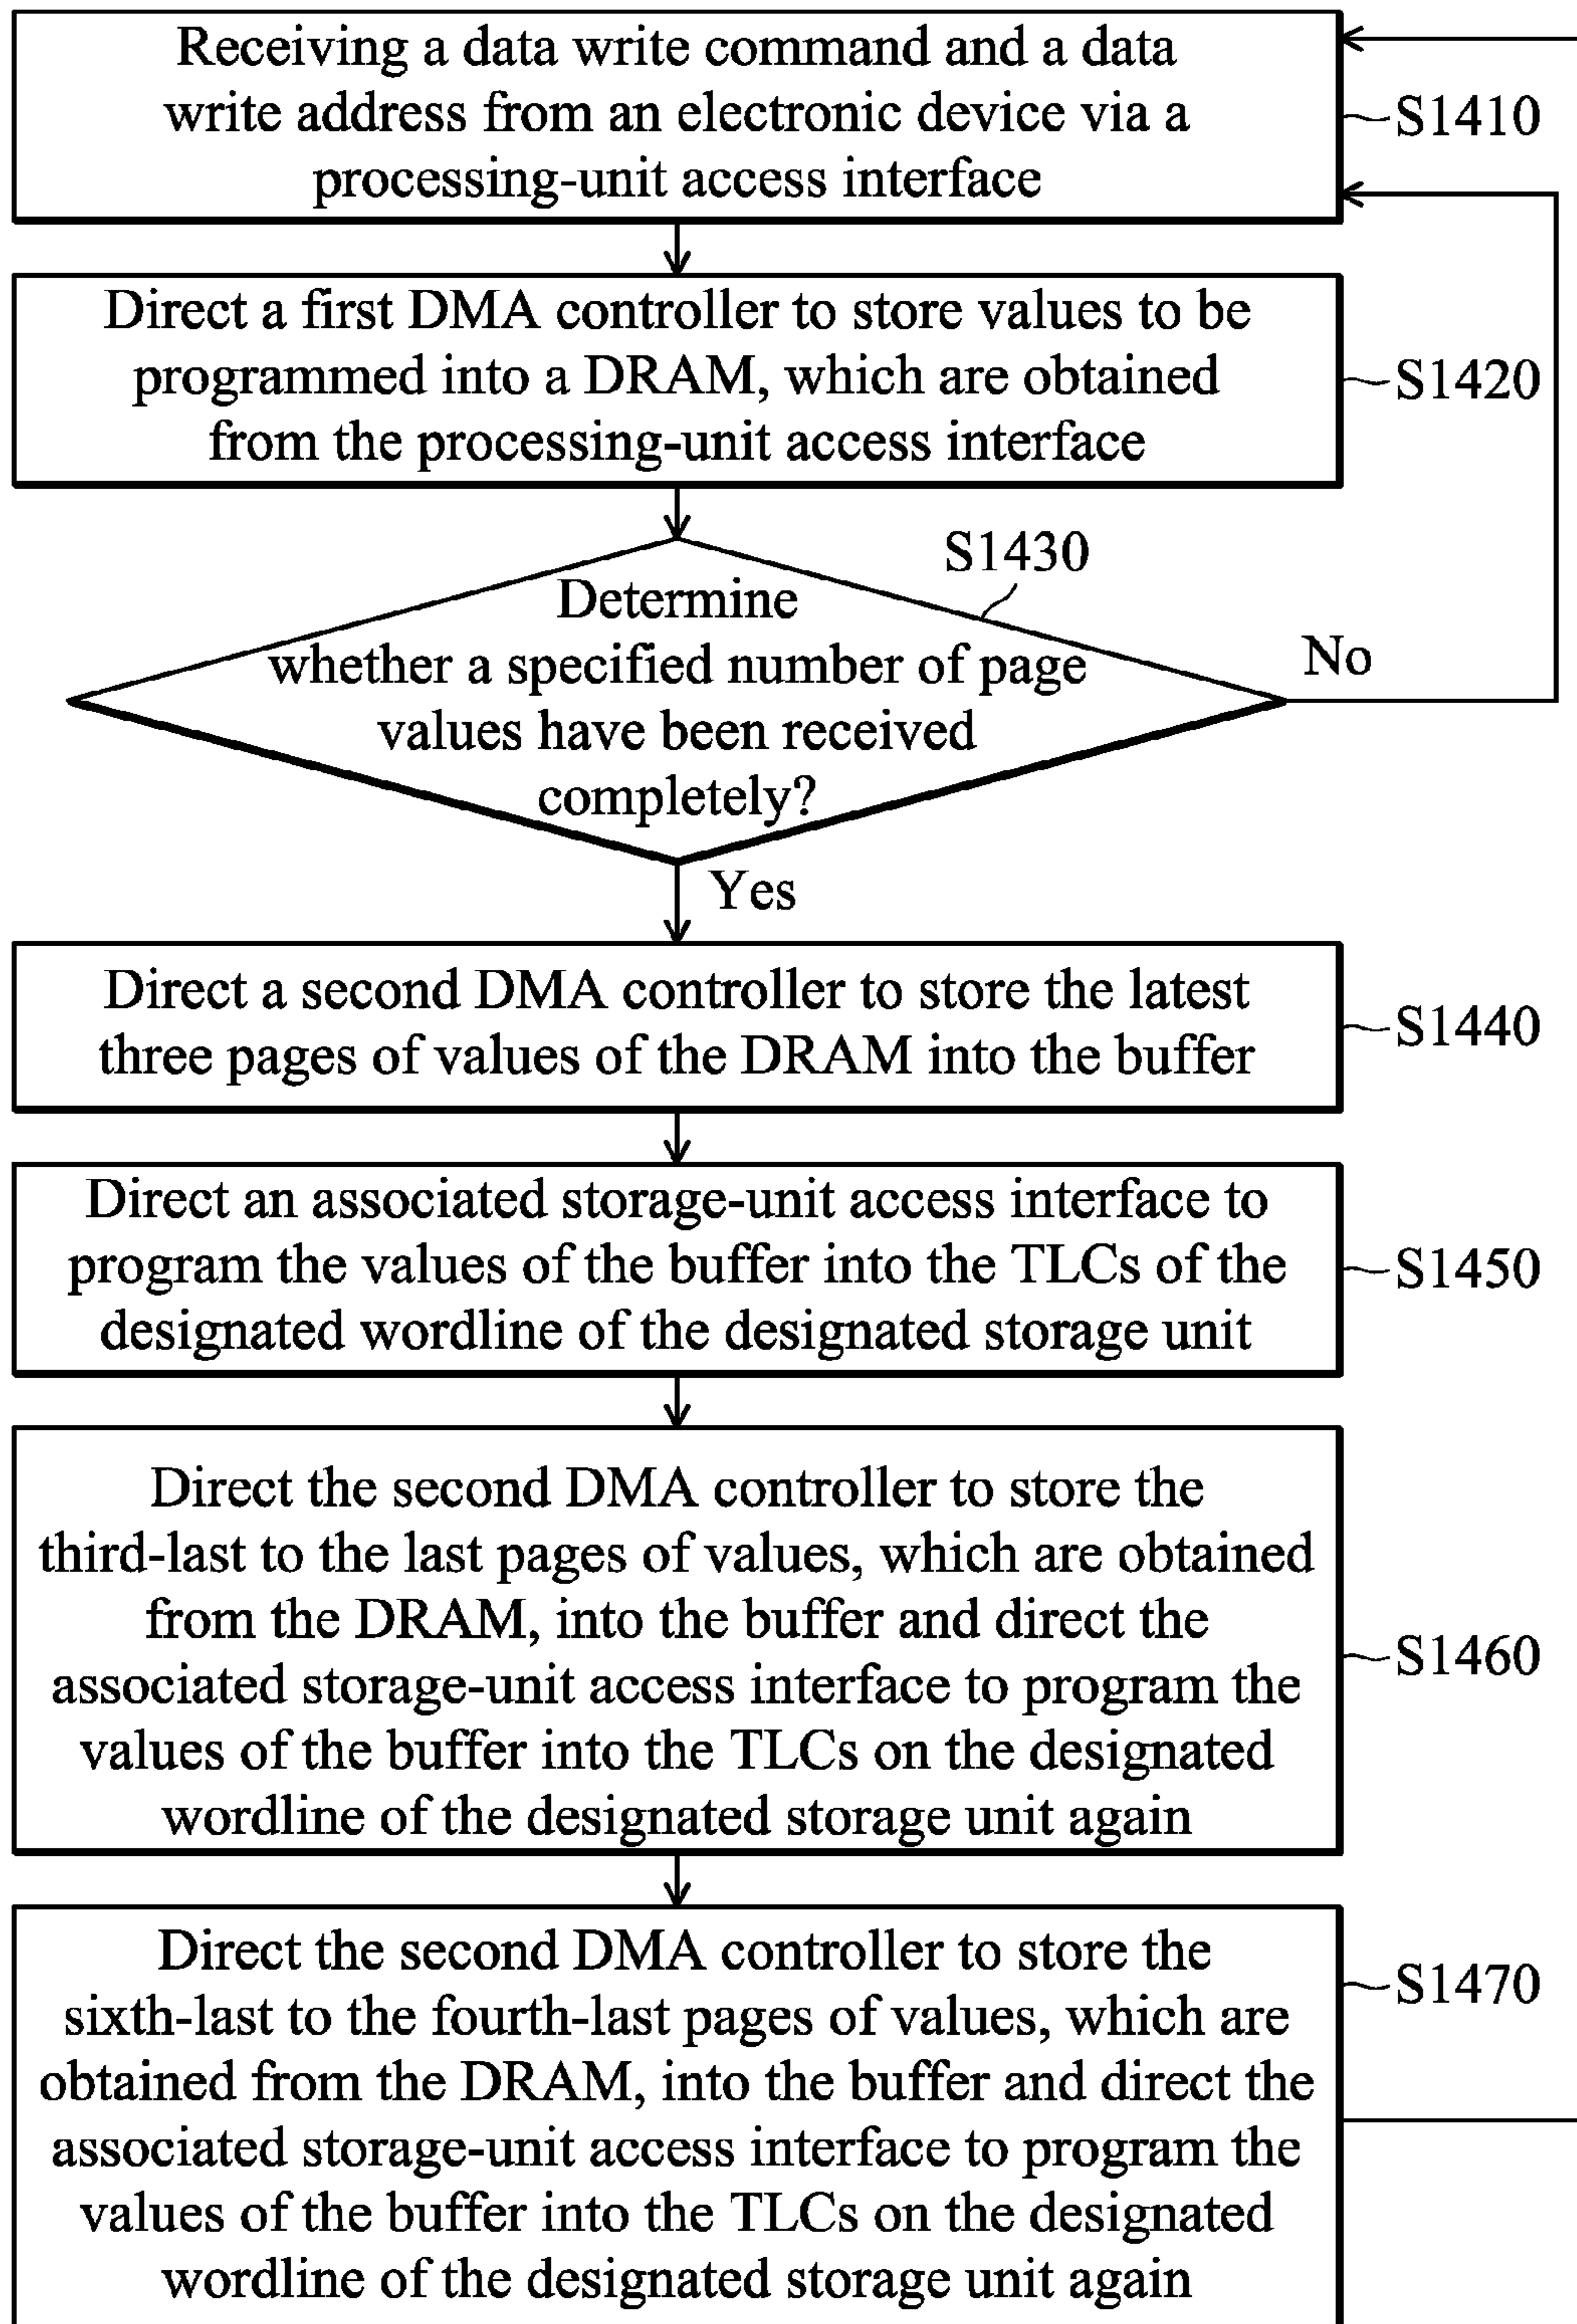 Receiving a data write command and a data
write address from an electronic device via a
processing-unit access interface
S1410
Direct a first DMA controller to store values to be
programmed into a DRAM, which are obtained
from the processing-unit access interface
S1420
S1430
Determine
whether a specified number of page
values have been received
completely?
No
Yes
Direct a second DMA controller to store the latest
three pages of values of the DRAM into the buffer
S1440
Direct an associated storage-unit access interface to
program the values of the buffer into the TLCs of the
designated wordline of the designated storage unit
S1450
Direct the second DMA controller to store the
third-last to the last pages of values, which are obtained
from the DRAM, into the buffer and direct the
associated storage-unit access interface to program the
values of the buffer into the TLCs on the designated
wordline of the designated storage unit again
S1460
Direct the second DMA controller to store the
sixth-last to the fourth-last pages of values, which are
obtained from the DRAM, into the buffer and direct the
associated storage-unit access interface to program the
values of the buffer into the TLCs on the designated
wordline of the designated storage unit again
S1470